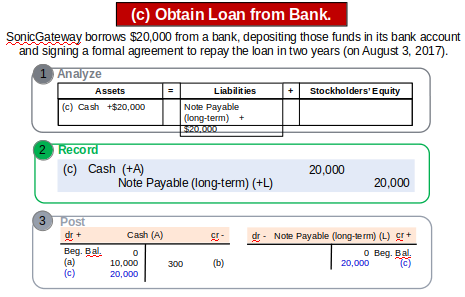 (c) Obtain Loan from Bank.
SonicGateway borrows $20,000 from a bank, depositing those funds in its bank account
and signing a formal agreement to repay the loan in two years (on August 3, 2017).
1 Analyze
Assets = Liabilities + Stockholders' Equity
(c) Cash +$20,000 Note Payable
(long-term) +
$20,000
2 Record
(c) Cash (+A) 20,000
Note Payable (long-term) (+L) 20,000
3 Post
dr + Cash (A) cr - dr - Note Payable (long-term) (L) cr +
Beg. Bal. 0 0 Beg. Bal.
(a) 10,000 300 (b) 20,000 (c)
(c) 20,000